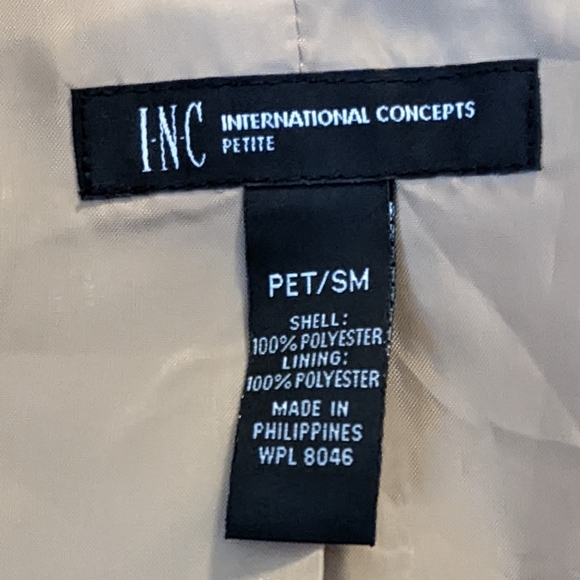 I·N·C INTERNATIONAL CONCEPTS
PETITE
PET/SM
SHELL:
100% POLYESTER
LINING:
100% POLYESTER
MADE IN
PHILIPPINES
WPL 8046